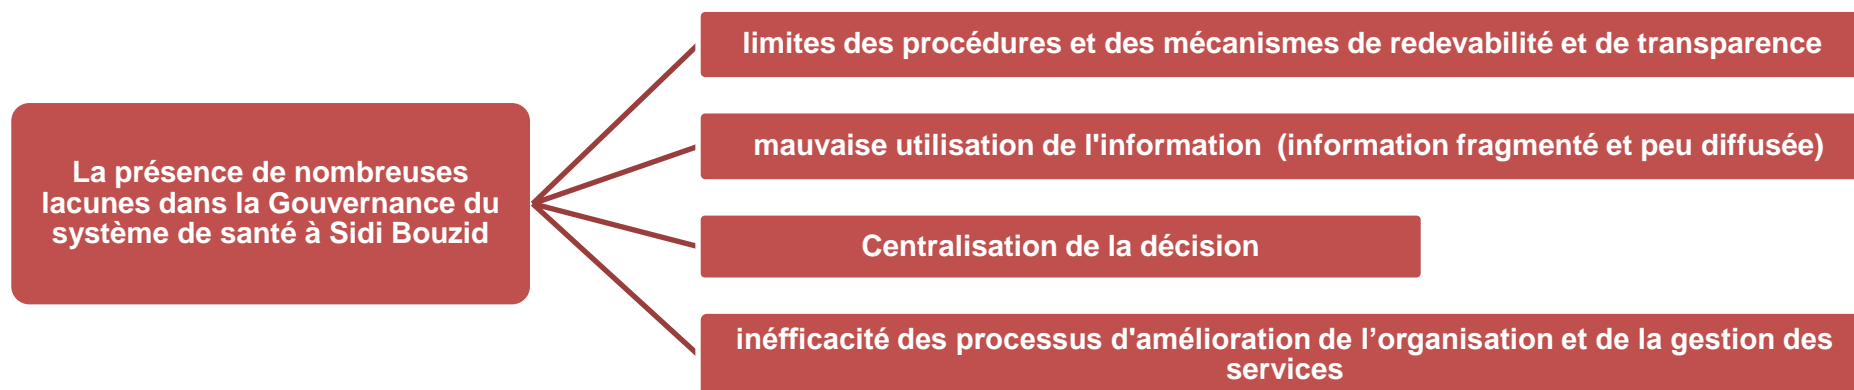 La présence de nombreuses
lacunes dans la Gouvernance du
système de santé à Sidi Bouzid
limites des procédures et des mécanismes de redevabilité et de transparence
mauvaise utilisation de l'information  (information fragmenté et peu diffusée)
Centralisation de la décision
inéfficacité des processus d'amélioration de l’organisation et de la gestion des
services